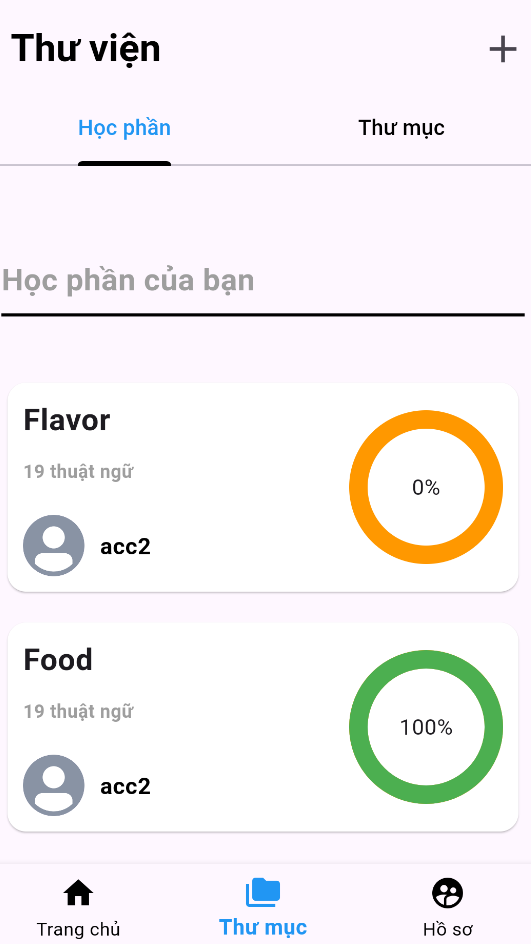 Thư viện
Học phần
Thư mục
Học phần của bạn
Flavor
19 thuật ngữ
acc2
0%
Food
19 thuật ngữ
acc2
100%
Trang chủ
Thư mục
Hồ sơ